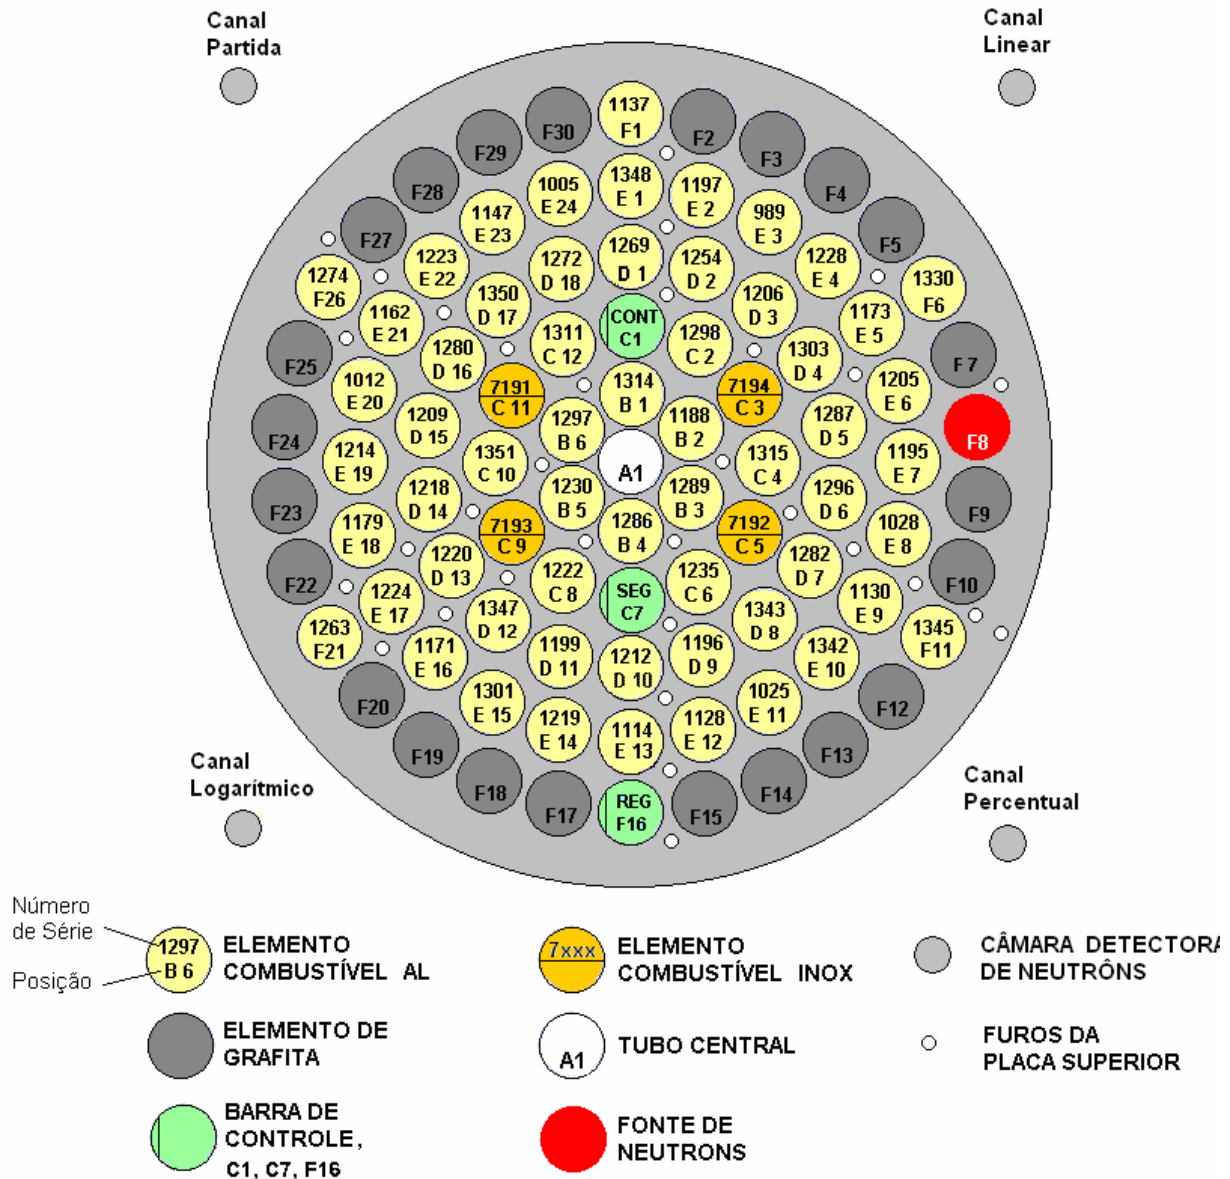 Canal
Partida
Canal
Linear
1137
F1
F30
F2
F29
F3
F28
F4
F27
F5
1348
E 1
1005
E 24
1197
E 2
1147
E 23
989
E 3
1223
E 22
1228
E 4
1274
F26
1330
F6
1269
D 1
1272
D 18
1254
D 2
1350
D 17
1206
D 3
1162
E 21
1173
E 5
CONT
C1
1311
C 12
1298
C 2
1280
D 16
1303
D 4
F25
F 7
1012
E 20
1205
E 6
7191
C 11
7194
C 3
1314
B 1
1209
D 15
1287
D 5
F24
F8
1297
B 6
1188
B 2
1214
E 19
1351
C 10
A1
1315
C 4
1195
E 7
F23
F9
1218
D 14
1230
B 5
1289
B 3
1296
D 6
1179
E 18
7193
C 9
1286
B 4
7192
C 5
1028
E 8
F22
F10
1220
D 13
1222
C 8
1235
C 6
1282
D 7
SEG
C7
1224
E 17
1130
E 9
1263
F21
1347
D 12
1343
D 8
1345
F11
1171
E 16
1199
D 11
1212
D 10
1196
D 9
1342
E 10
F20
F12
1301
E 15
1025
E 11
1219
E 14
1114
E 13
1128
E 12
F19
F13
F18
F14
F17
REG
F16
F15
Canal
Logarítmico
Canal
Percentual
Número
de Série
Posição
1297
B 6
ELEMENTO
COMBUSTÍVEL AL
7xxx
ELEMENTO
COMBUSTÍVEL INOX
CÂMARA DETECTORA
DE NEUTRÔNS
ELEMENTO DE
GRAFITA
A1
TUBO CENTRAL
FUROS DA
PLACA SUPERIOR
BARRA DE
CONTROLE,
C1, C7, F16
FONTE DE
NEUTRONS